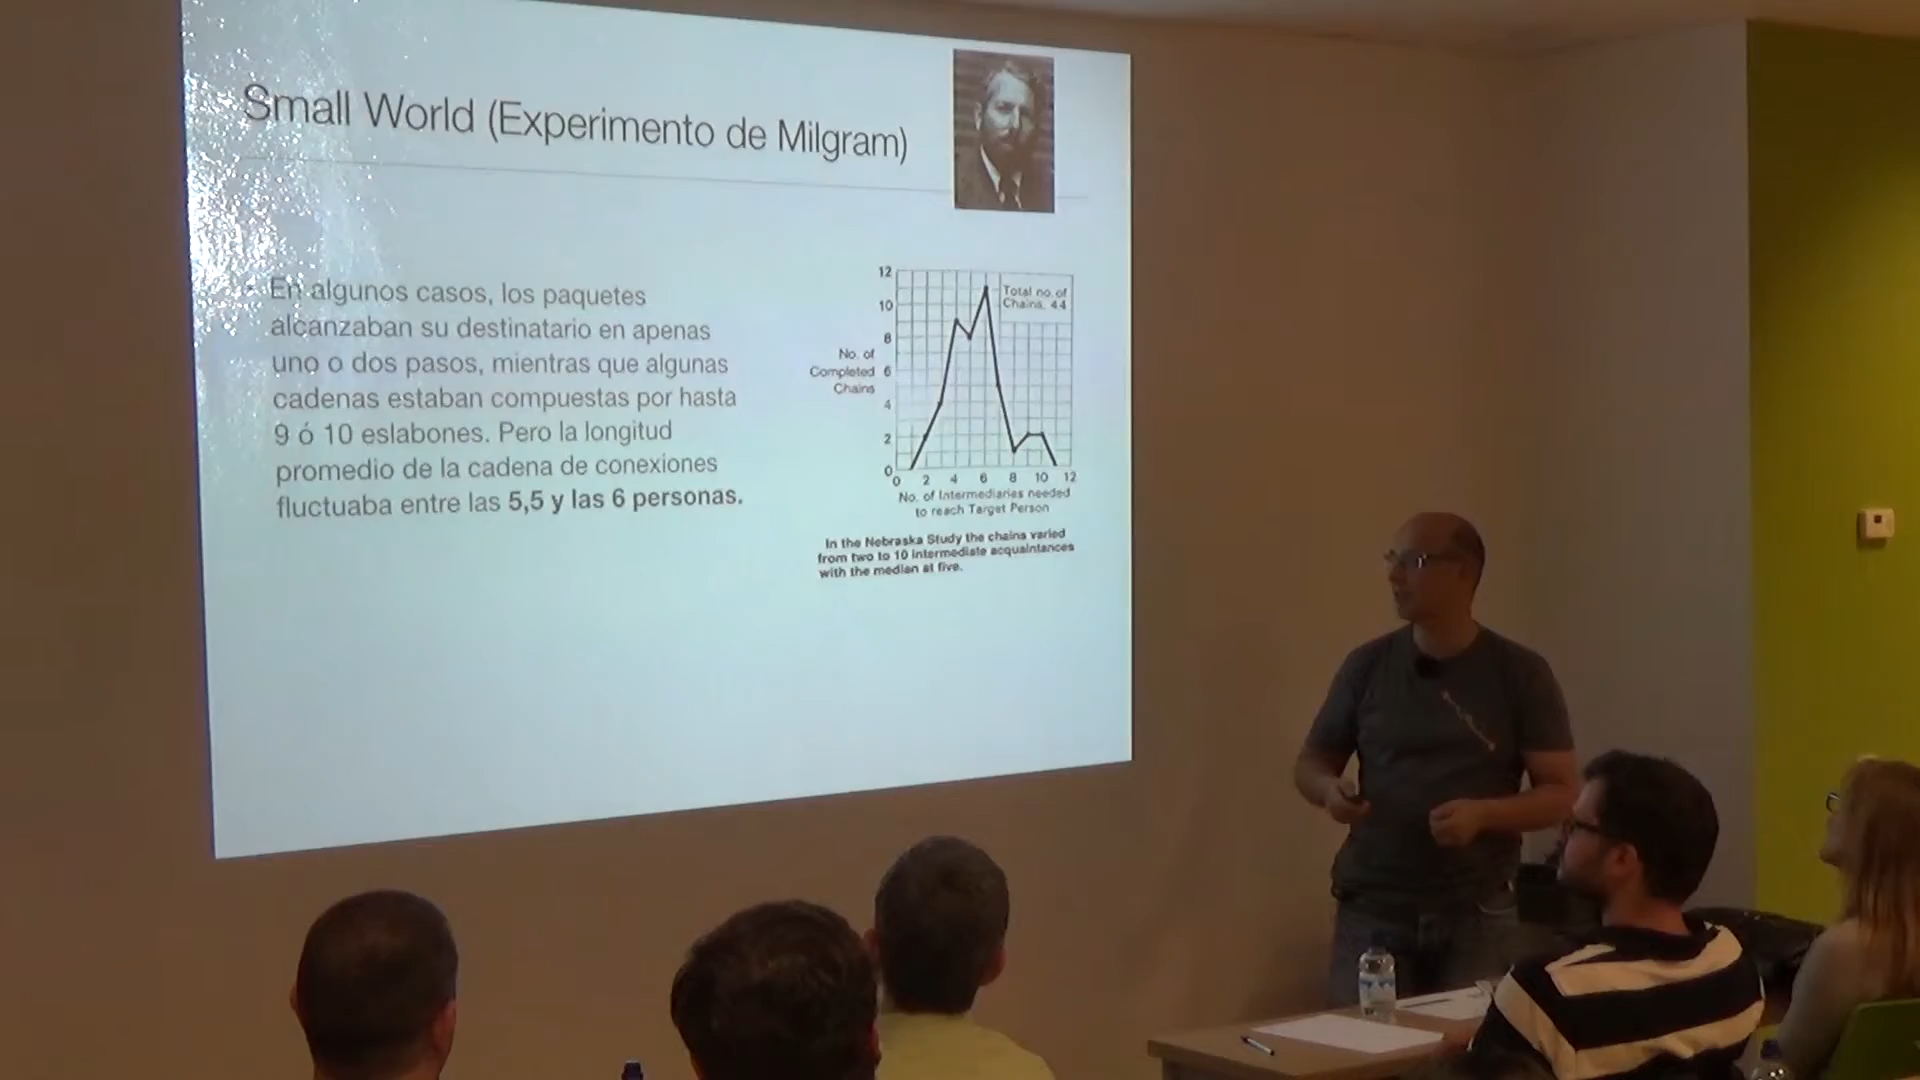 Small World (Experimento de Milgram)
En algunos casos, los paquetes
alcanzaban su destinatario en apenas
uno o dos pasos, mientras que algunas
cadenas estaban compuestas por hasta
9 ó 10 eslabones. Pero la longitud
promedio de la cadena de conexiones
fluctuaba entre las 5,5 y las 6 personas.
12
10
8
6
4
2
0
No. of
Completed
Chains
Total no. of
Chains, 44
0 2 4 6 8 10 12
No. of Intermediaries needed
to reach Target Person
In the Nebraska Study the chains varied
from two to 10 intermediate acquaintances
with the median at five.